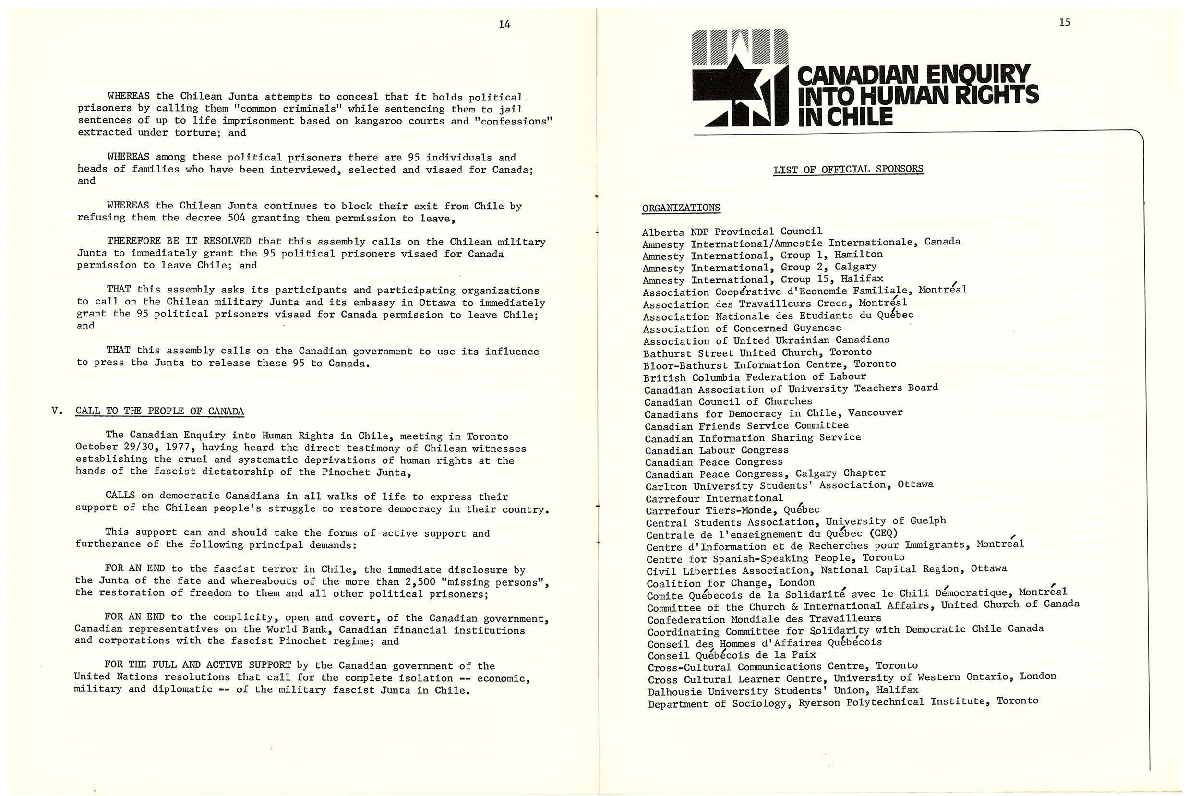 14
WHEREAS the Chilean Junta attempts to conceal that it holds political
prisoners by calling them "common criminals" while sentencing them to jail
sentences of up to life imprisonment based on kangaroo courts and "confessions"
extracted under torture; and
WHEREAS among these political prisoners there are 95 individuals and
heads of families who have been interviewed, selected and visaed for Canada;
and
WHEREAS the Chilean Junta continues to block their exit from Chile by
refusing them the decree 504 granting them permission to leave,
THEREFORE BE IT RESOLVED that this assembly calls on the Chilean military
Junta to immediately grant the 95 political prisoners visaed for Canada
permission to leave Chile; and
THAT this assembly asks its participants and participating organizations
to call on the Chilean military Junta and its embassy in Ottawa to immediately
grant the 95 political prisoners visaed for Canada permission to leave Chile;
and
THAT this assembly calls on the Canadian government to use its influence
to press the Junta to release these 95 to Canada.
V. CALL TO THE PEOPLE OF CANADA
The Canadian Enquiry into Human Rights in Chile, meeting in Toronto
October 29/30, 1977, having heard the direct testimony of Chilean witnesses
establishing the cruel and systematic deprivations of human rights at the
hands of the fascist dictatorship of the Pinochet Junta,
CALLS on democratic Canadians in all walks of life to express their
support of the Chilean people's struggle to restore democracy in their country.
This support can and should take the forms of active support and
furtherance of the following principal demands:
FOR AN END to the fascist terror in Chile, the immediate disclosure by
the Junta of the fate and whereabouts of the more than 2,500 "missing persons",
the restoration of freedom to them and all other political prisoners;
FOR AN END to the complicity, open and covert, of the Canadian government,
Canadian representatives on the World Bank, Canadian financial institutions
and corporations with the fascist Pinochet regime; and
FOR THE FULL AND ACTIVE SUPPORT by the Canadian government of the
United Nations resolutions that call for the complete isolation -- economic,
military and diplomatic -- of the military fascist Junta in Chile.
15
CANADIAN ENQUIRY
INTO HUMAN RIGHTS
IN CHILE
LIST OF OFFICIAL SPONSORS
ORGANIZATIONS
Alberta NDP Provincial Council
Amnesty International/Amnestie Internationale, Canada
Amnesty International, Group 1, Hamilton
Amnesty International, Group 2, Calgary
Amnesty International, Group 15, Halifax
Association Coopérative d'Economie Familiale, Montréal
Association des Travailleurs Grecs, Montréal
Association Nationale des Etudiants du Québec
Association of Concerned Guyanese
Association of United Ukrainian Canadians
Bathurst Street United Church, Toronto
Bloor-Bathurst Information Centre, Toronto
British Columbia Federation of Labour
Canadian Association of University Teachers Board
Canadian Council of Churches
Canadians for Democracy in Chile, Vancouver
Canadian Friends Service Committee
Canadian Information Sharing Service
Canadian Labour Congress
Canadian Peace Congress
Canadian Peace Congress, Calgary Chapter
Carlton University Students' Association, Ottawa
Carrefour International
Carrefour Tiers-Monde, Québec
Central Students Association, University of Guelph
Centrale de l'enseignement du Québec (CEQ)
Centre d'Information et de Recherches pour Immigrants, Montréal
Centre for Spanish-Speaking People, Toronto
Civil Liberties Association, National Capital Region, Ottawa
Coalition for Change, London
Comite Québecois de la Solidarité avec le Chili Démocratique, Montréal
Committee of the Church & International Affairs, United Church of Canada
Confederation Mondiale des Travailleurs
Coordinating Committee for Solidarity with Democratic Chile Canada
Conseil des Hommes d'Affaires Québécois
Conseil Québécois de la Paix
Cross-Cultural Communications Centre, Toronto
Cross Cultural Learner Centre, University of Western Ontario, London
Dalhousie University Students' Union, Halifax
Department of Sociology, Ryerson Polytechnical Institute, Toronto